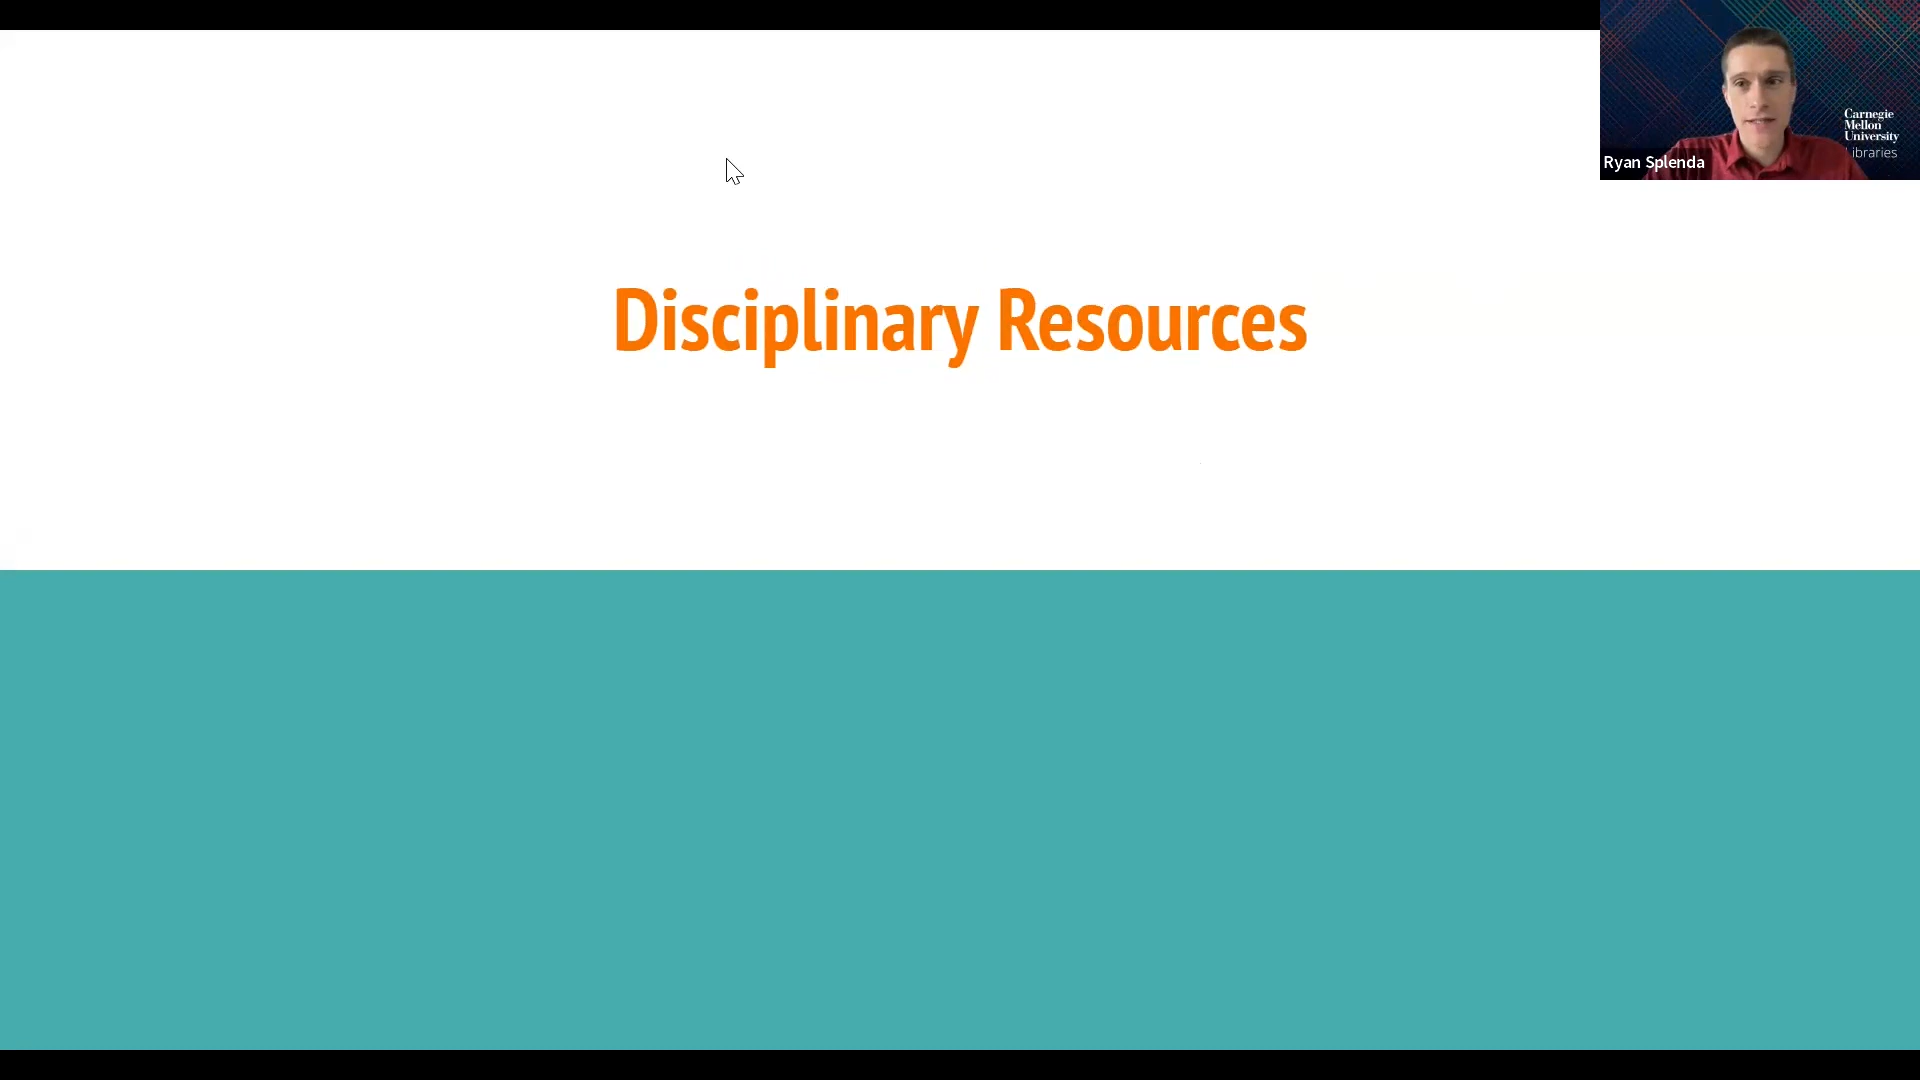 Disciplinary Resources
Carnegie
Mellon
University
Libraries
Ryan Splenda